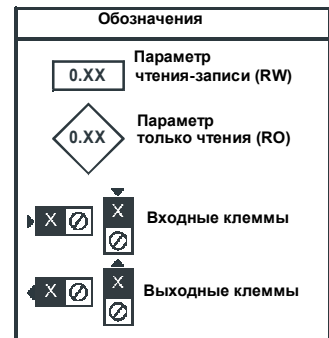 Обозначения
0.XX
Параметр
чтения-записи (RW)
0.XX
Параметр
только чтения (RO)
X
X
Входные клеммы
X
X
Выходные клеммы